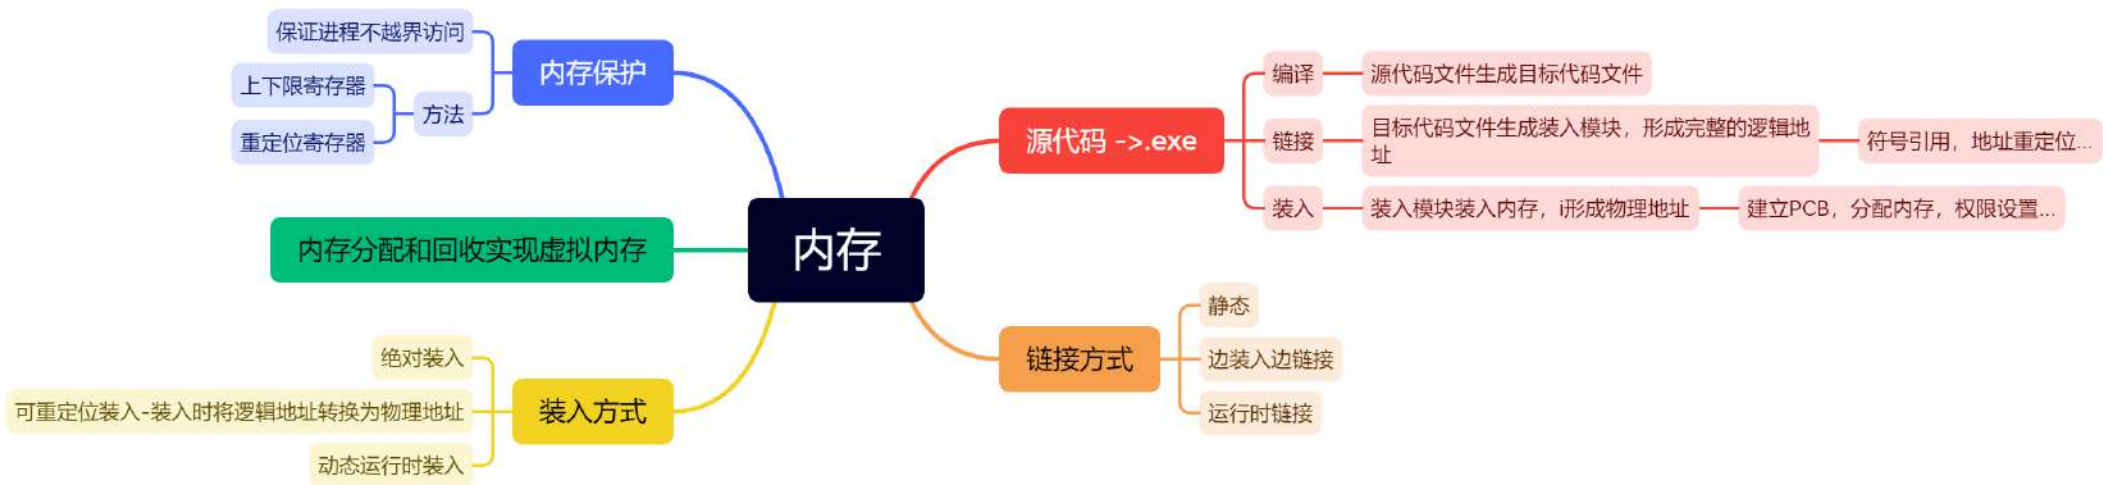 内存
源代码 ->.exe
编译
源代码文件生成目标代码文件
链接
目标代码文件生成装入模块，形成完整的逻辑地
址
符号引用，地址重定位...
装入
装入模块装入内存，i形成物理地址
建立PCB，分配内存，权限设置...
链接方式
静态
边装入边链接
运行时链接
内存保护
保证进程不越界访问
方法
上下限寄存器
重定位寄存器
内存分配和回收实现虚拟内存
装入方式
绝对装入
可重定位装入-装入时将逻辑地址转换为物理地址
动态运行时装入